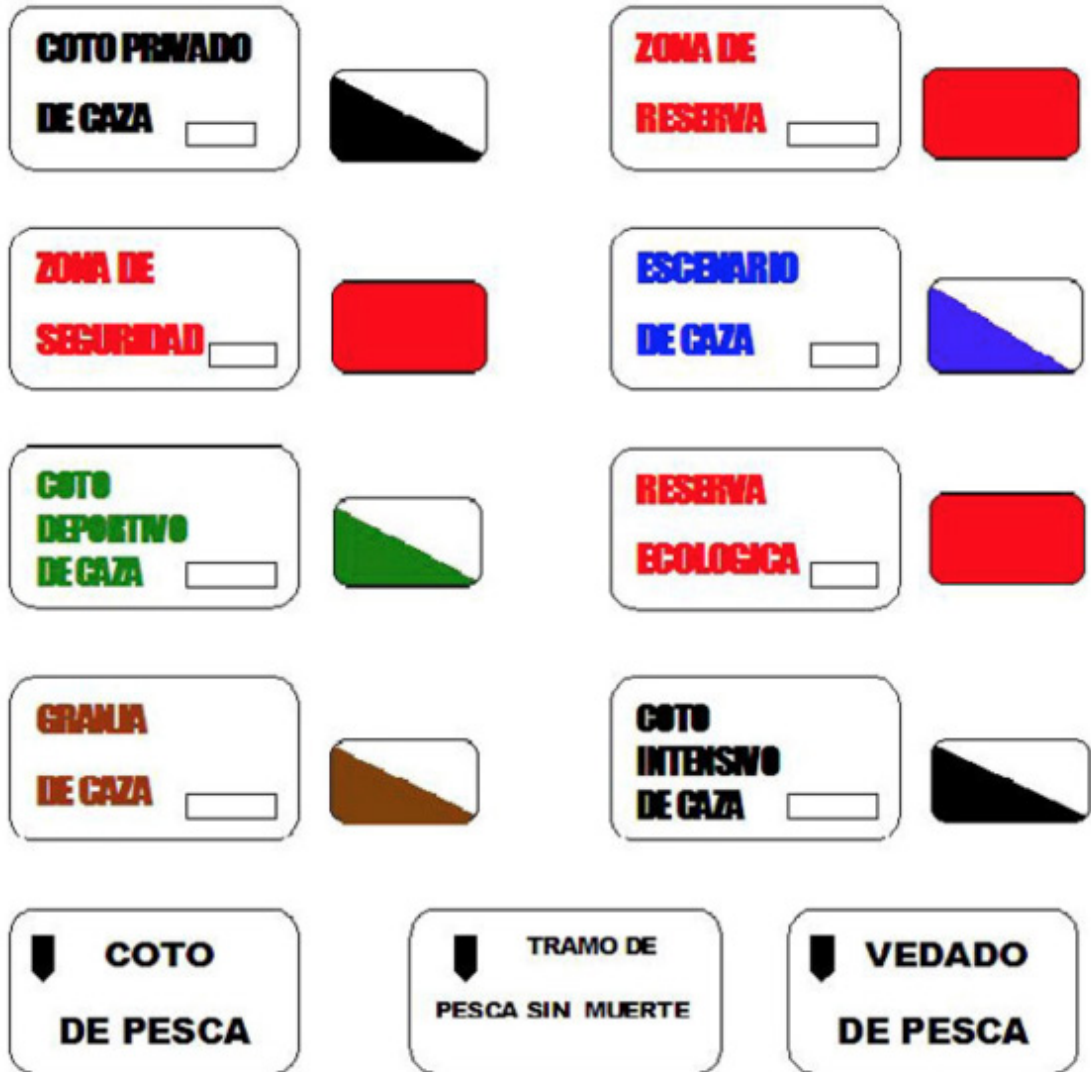 COTO PRIVADO
DE CAZA
ZONA DE
RESERVA
ZONA DE
SEGURIDAD
ESCENARIO
DE CAZA
COTO
DEPORTIVO
DE CAZA
RESERVA
ECOLOGICA
GRANJA
DE CAZA
COTO
INTENSIVO
DE CAZA
COTO
DE PESCA
TRAMO DE
PESCA SIN MUERTE
VEDADO
DE PESCA